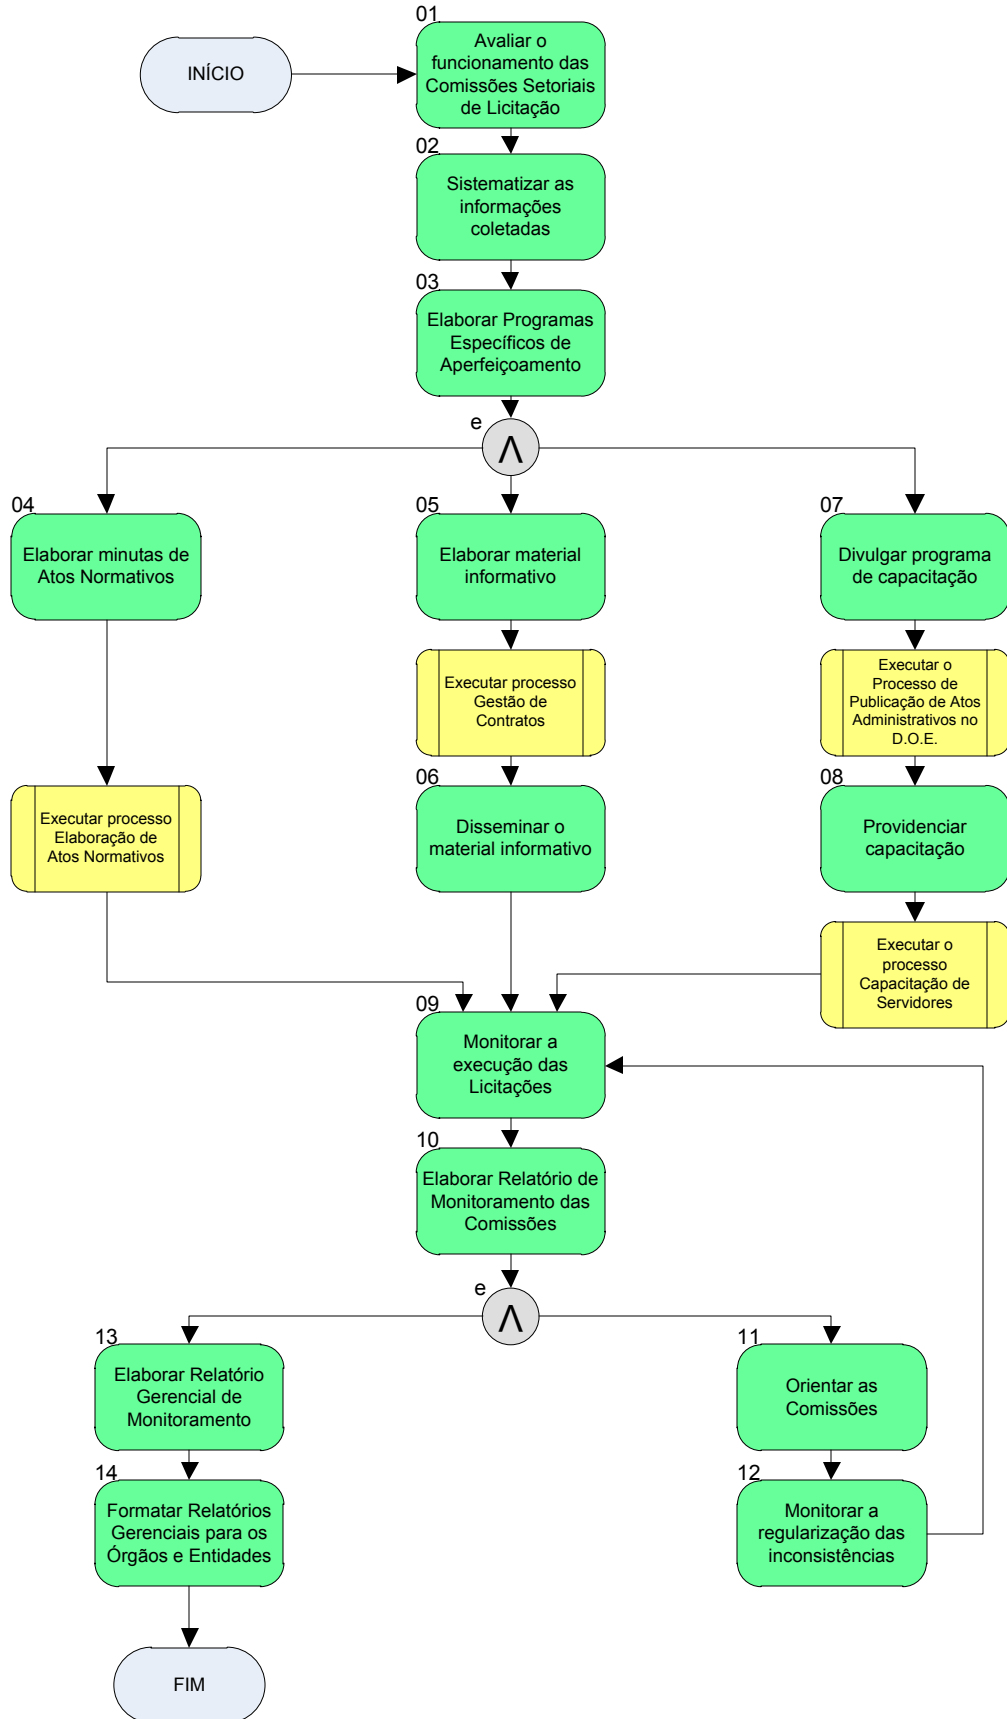 01
INÍCIO
Avaliar o
funcionamento das
Comissões Setoriais
de Licitação
02
Sistematizar as
informações
coletadas
03
Elaborar Programas
Específicos de
Aperfeiçoamento
e
Λ
04
Elaborar minutas de
Atos Normativos
05
Elaborar material
informativo
07
Divulgar programa
de capacitação
Executar processo
Gestão de
Contratos
Executar o
Processo de
Publicação de Atos
Administrativos no
D.O.E.
Executar processo
Elaboração de
Atos Normativos
06
Disseminar o
material informativo
08
Providenciar
capacitação
Executar o
processo
Capacitação de
Servidores
09
Monitorar a
execução das
Licitações
10
Elaborar Relatório de
Monitoramento das
Comissões
e
Λ
13
Elaborar Relatório
Gerencial de
Monitoramento
11
Orientar as
Comissões
14
Formatar Relatórios
Gerenciais para os
Órgãos e Entidades
12
Monitorar a
regularização das
inconsistências
FIM